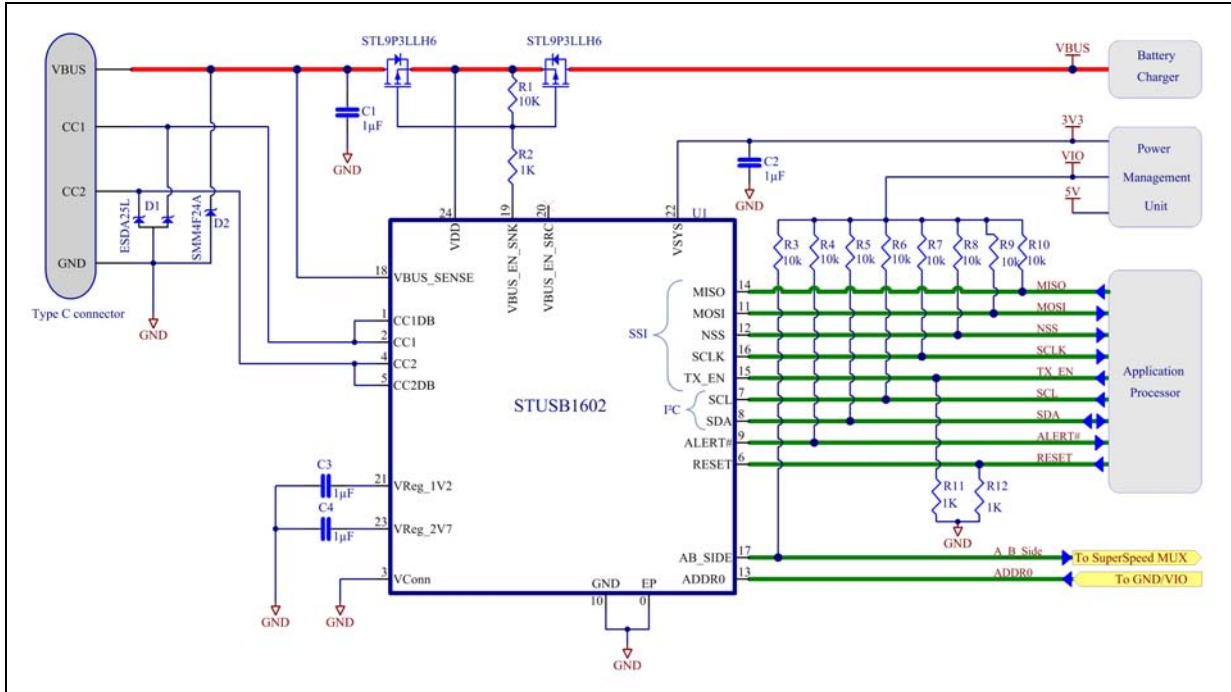 STL9P3LLH6
STL9P3LLH6
VBUS
VBUS
Battery
Charger
R1
10K
C1
1µF
GND
R2
1K
CC1
CC2
ESDA25L
D1
SMM4F24A
D2
GND
Type C connector
GND
3V3
VIO
5V
Power
Management
Unit
C2
1µF
GND
24
19
20
22
U1
VDD
VBUS_EN_SNK
VBUS_EN_SRC
VSYS
R3
10k
R4
10k
R5
10k
R6
10k
R7
10k
R8
10k
R9
10k
R10
10k
18 VBUS_SENSE
1 CC1DB
2 CC1
4 CC2
5 CC2DB
STUSB1602
SSI
I²C
MISO 14 MISO
MOSI 11 MOSI
NSS 12 NSS
SCLK 16 SCLK
TX_EN 15 TX_EN
SCL 7 SCL
SDA 8 SDA
ALERT# 9 ALERT#
RESET 6 RESET
Application
Processor
R11
1K
R12
1K
GND
C3
1µF
21 VReg_1V2
C4
1µF
23 VReg_2V7
3 VConn
GND
GND
AB_SIDE 17 A_B_Side To SuperSpeed MUX
ADDR0 13 ADDR0 To GND/VIO
GND EP
10 0
GND